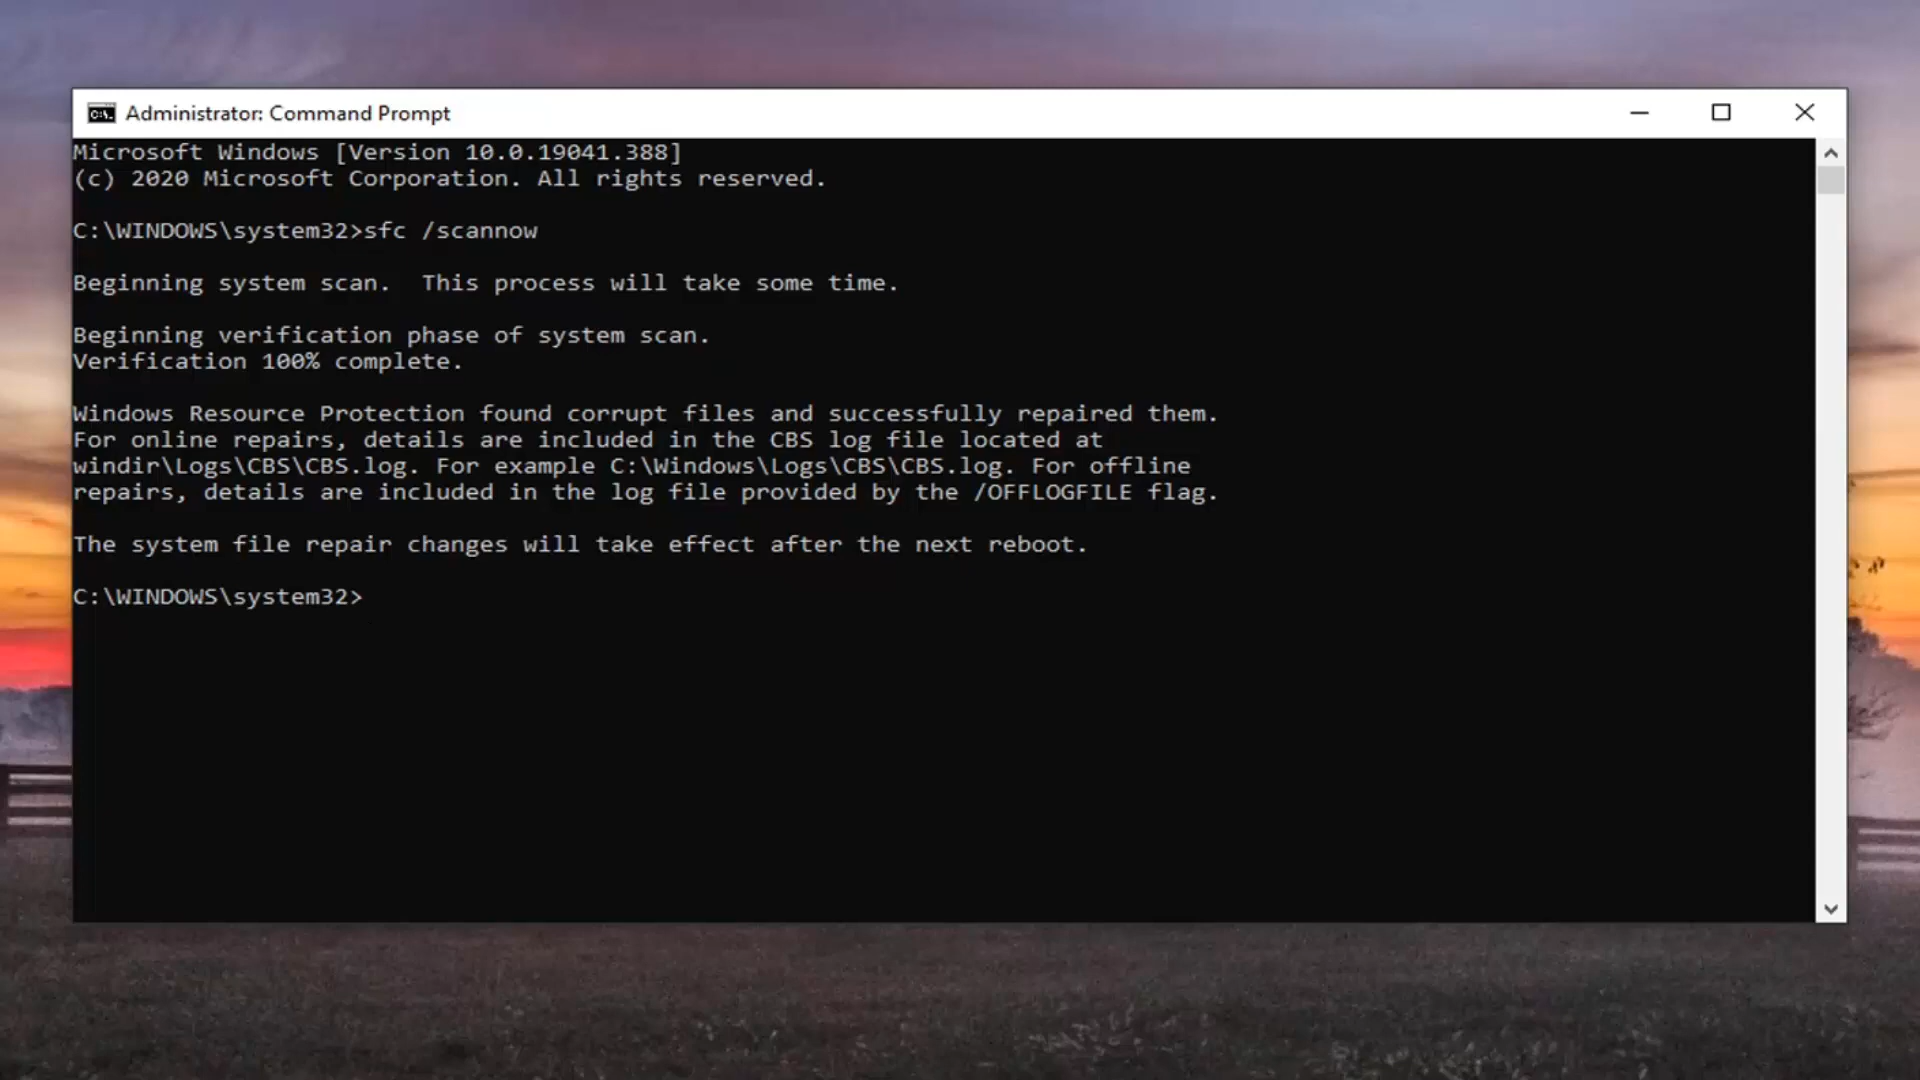 Administrator: Command Prompt
Microsoft Windows [Version 10.0.19041.388]
(c) 2020 Microsoft Corporation. All rights reserved.
C:\WINDOWS\system32>sfc /scannow
Beginning system scan.  This process will take some time.
Beginning verification phase of system scan.
Verification 100% complete.
Windows Resource Protection found corrupt files and successfully repaired them.
For online repairs, details are included in the CBS log file located at
windir\Logs\CBS\CBS.log. For example C:\Windows\Logs\CBS\CBS.log. For offline
repairs, details are included in the log file provided by the /OFFLOGFILE flag.
The system file repair changes will take effect after the next reboot.
C:\WINDOWS\system32>